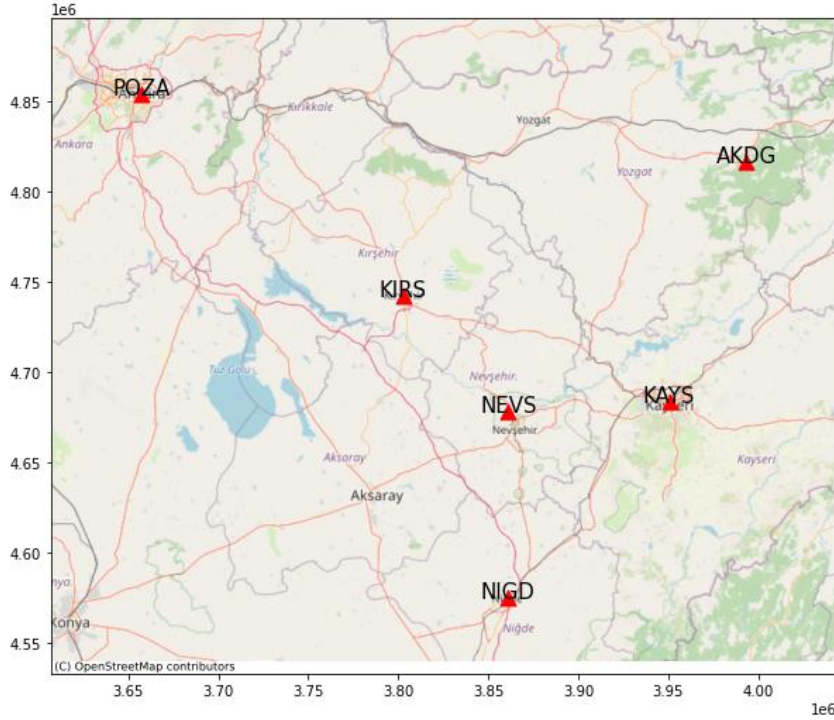 1e6
4.85
4.80
4.75
4.70
4.65
4.60
4.55
POZA
Kırıkkale
Yozgat
Ankara
AKDG
Yozgat
Kırşehir
KIRS
Tuz Gölü
Nevşehir
KAYS
NEVS
Nevşehir
Aksaray
Kayseri
Aksaray
NIGD
Konya
Niğde
(C) OpenStreetMap contributors
3.65
3.70
3.75
3.80
3.85
3.90
3.95
4.00
1e6